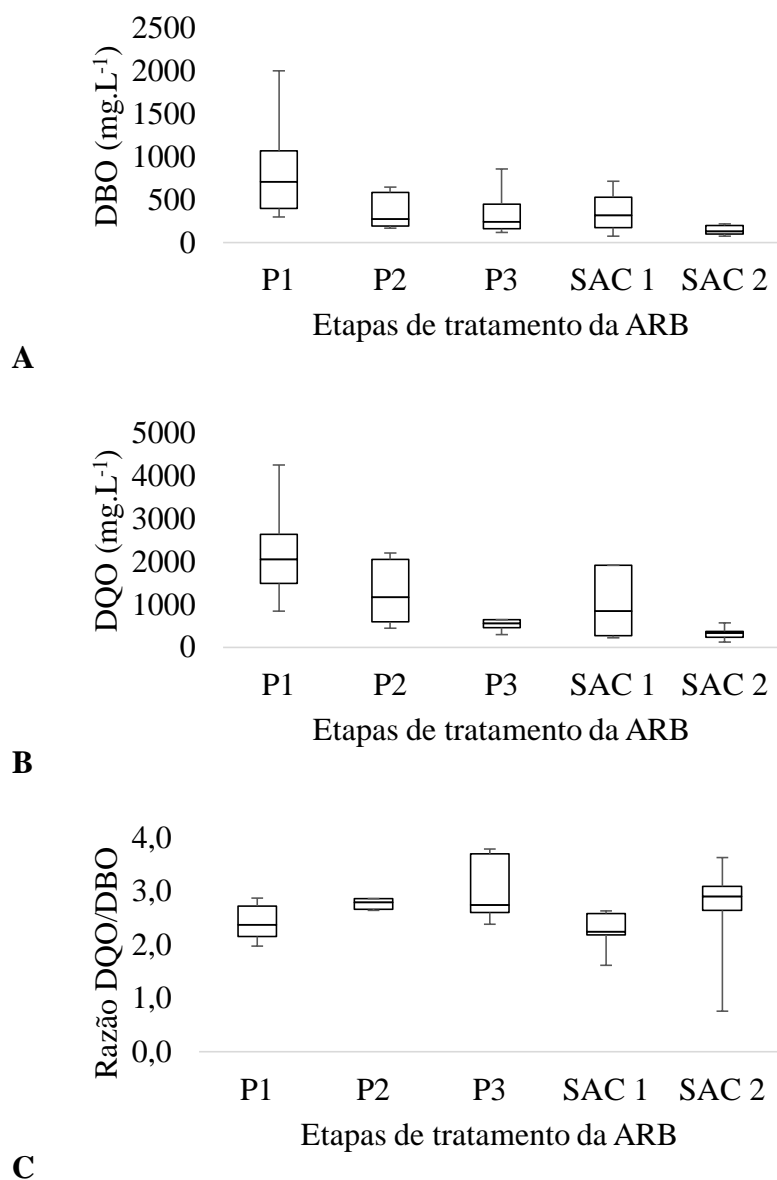 DBO (mg.L⁻¹)
2500
2000
1500
1000
500
0
P1 P2 P3 SAC 1 SAC 2
Etapas de tratamento da ARB
A
DQO (mg.L⁻¹)
5000
4000
3000
2000
1000
0
P1 P2 P3 SAC 1 SAC 2
Etapas de tratamento da ARB
B
Razão DQO/DBO
4,0
3,0
2,0
1,0
0,0
P1 P2 P3 SAC 1 SAC 2
Etapas de tratamento da ARB
C